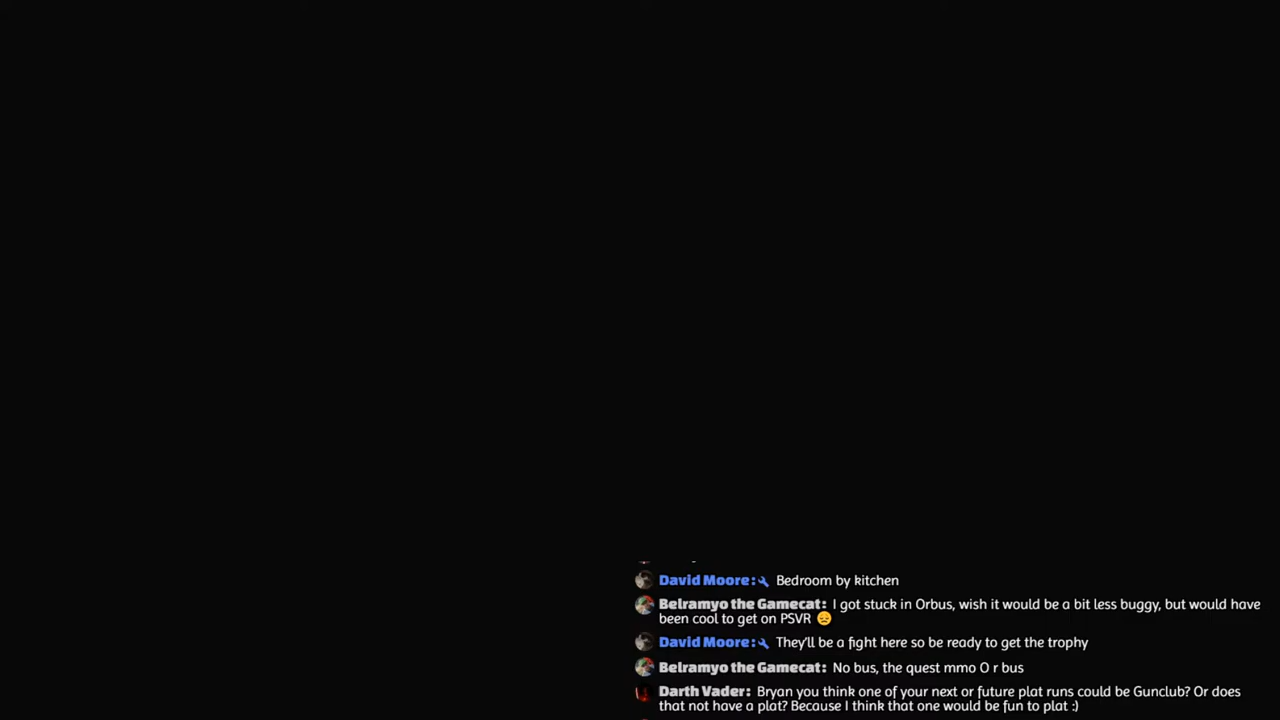 David Moore: Bedroom by kitchen
Belramyo the Gamecat: I got stuck in Orbus, wish it would be a bit less buggy, but would have
been cool to get on PSVR 😔
David Moore: They'll be a fight here so be ready to get the trophy
Belramyo the Gamecat: No bus, the quest mmo O r bus
Darth Vader: Bryan you think one of your next or future plat runs could be Gunclub? Or does
that not have a plat? Because I think that one would be fun to plat :)